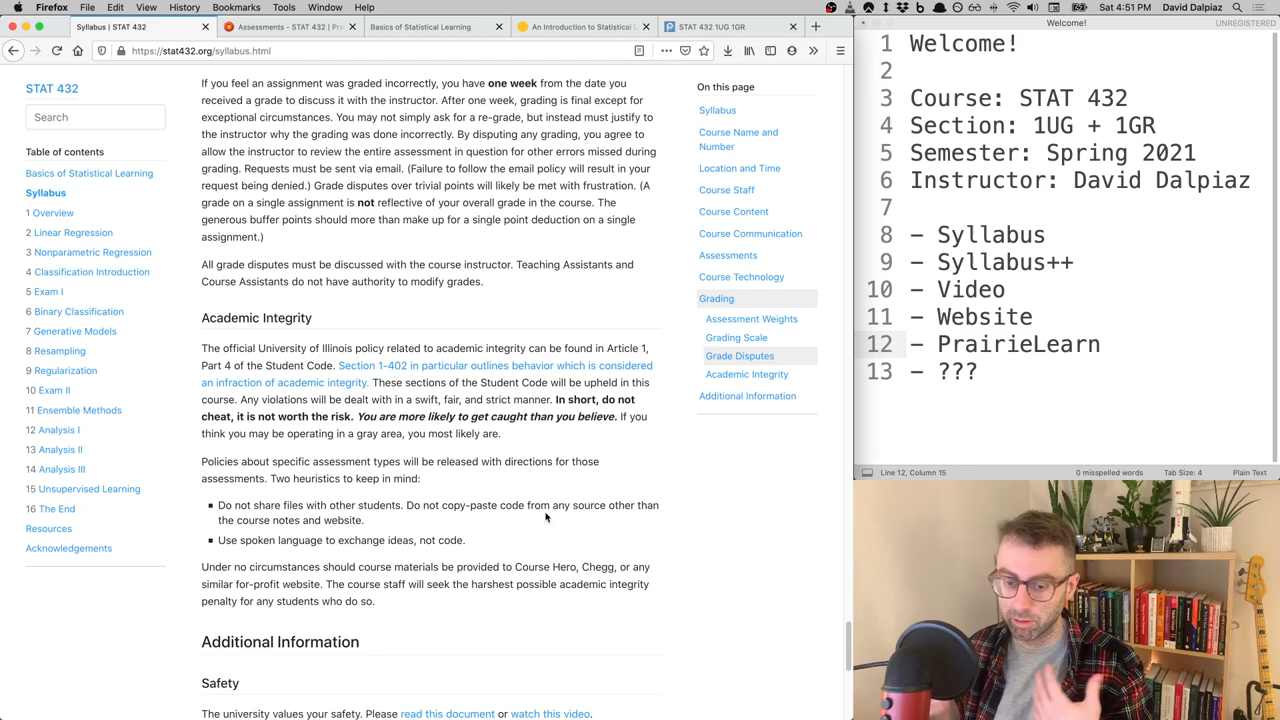 Firefox File Edit View History Bookmarks Tools Window Help
Sat 4:51 PM David Dalpiaz
Syllabus | STAT 432
Assessments - STAT 432 | Prai
Basics of Statistical Learning
An Introduction to Statistical L
STAT 432 1UG 1GR
https://stat432.org/syllabus.html
STAT 432
Search
Table of contents
Basics of Statistical Learning
Syllabus
1 Overview
2 Linear Regression
3 Nonparametric Regression
4 Classification Introduction
5 Exam I
6 Binary Classification
7 Generative Models
8 Resampling
9 Regularization
10 Exam II
11 Ensemble Methods
12 Analysis I
13 Analysis II
14 Analysis III
15 Unsupervised Learning
16 The End
Resources
Acknowledgements
If you feel an assignment was graded incorrectly, you have one week from the date you
received a grade to discuss it with the instructor. After one week, grading is final except for
exceptional circumstances. You may not simply ask for a re-grade, but instead must justify to
the instructor why the grading was done incorrectly. By disputing any grading, you agree to
allow the instructor to review the entire assessment in question for other errors missed during
grading. Requests must be sent via email. (Failure to follow the email policy will result in your
request being denied.) Grade disputes over trivial points will likely be met with frustration. (A
grade on a single assignment is not reflective of your overall grade in the course. The
generous buffer points should more than make up for a single point deduction on a single
assignment.)
All grade disputes must be discussed with the course instructor. Teaching Assistants and
Course Assistants do not have authority to modify grades.
Academic Integrity
The official University of Illinois policy related to academic integrity can be found in Article 1,
Part 4 of the Student Code. Section 1-402 in particular outlines behavior which is considered
an infraction of academic integrity. These sections of the Student Code will be upheld in this
course. Any violations will be dealt with in a swift, fair, and strict manner. In short, do not
cheat, it is not worth the risk. You are more likely to get caught than you believe. If you
think you may be operating in a gray area, you most likely are.
Policies about specific assessment types will be released with directions for those
assessments. Two heuristics to keep in mind:
▪ Do not share files with other students. Do not copy-paste code from any source other than
the course notes and website.
▪ Use spoken language to exchange ideas, not code.
Under no circumstances should course materials be provided to Course Hero, Chegg, or any
similar for-profit website. The course staff will seek the harshest possible academic integrity
penalty for any students who do so.
Additional Information
Safety
The university values your safety. Please read this document or watch this video.
On this page
Syllabus
Course Name and
Number
Location and Time
Course Staff
Course Content
Course Communication
Assessments
Course Technology
Grading
Assessment Weights
Grading Scale
Grade Disputes
Academic Integrity
Additional Information
Welcome!
UNREGISTERED
1 Welcome!
2
3 Course: STAT 432
4 Section: 1UG + 1GR
5 Semester: Spring 2021
6 Instructor: David Dalpiaz
7
8 - Syllabus
9 - Syllabus++
10 - Video
11 - Website
12 - PrairieLearn
13 - ???
Line 12, Column 15
0 misspelled words
Tab Size: 4
Plain Text